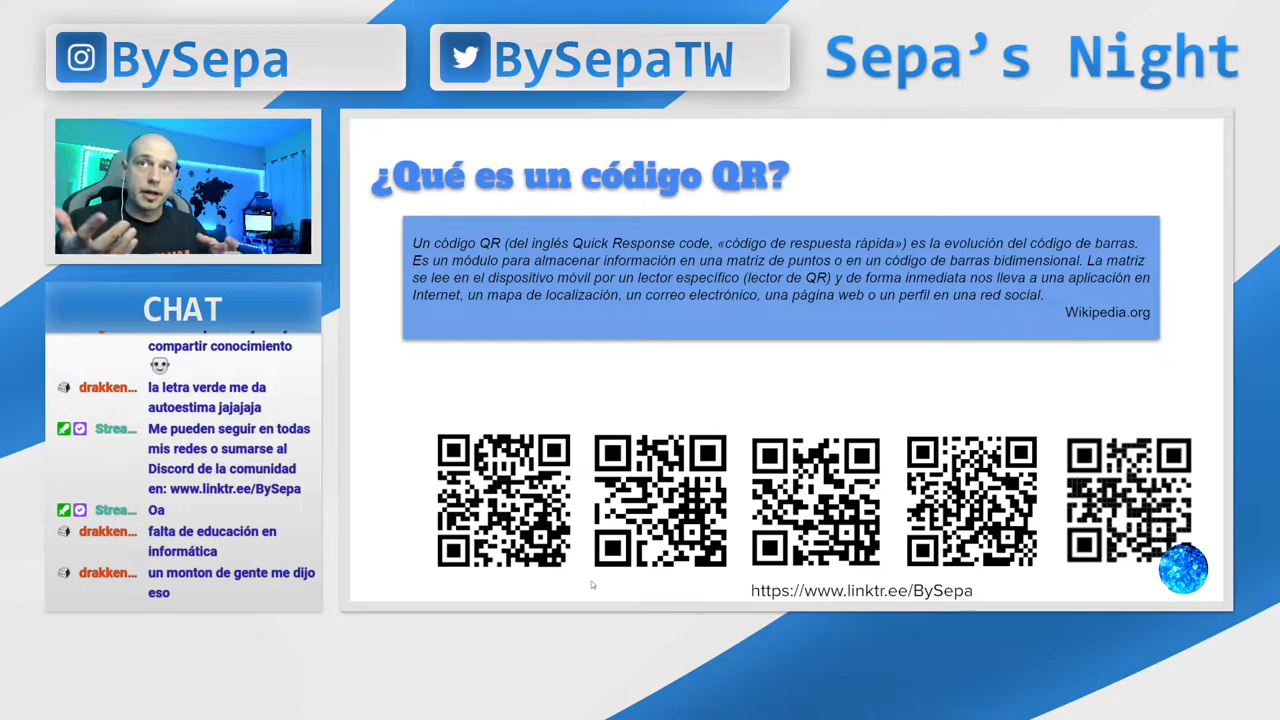 BySepa
BySepaTW
Sepa's Night
¿Qué es un código QR?
Un código QR (del inglés Quick Response code, «código de respuesta rápida») es la evolución del código de barras.
Es un módulo para almacenar información en una matriz de puntos o en un código de barras bidimensional. La matriz
se lee en el dispositivo móvil por un lector específico (lector de QR) y de forma inmediata nos lleva a una aplicación en
Internet, un mapa de localización, un correo electrónico, una página web o un perfil en una red social.
Wikipedia.org
https://www.linktr.ee/BySepa
CHAT
compartir conocimiento
drakken... la letra verde me da
autoestima jajajaja
Strea... Me pueden seguir en todas
mis redes o sumarse al
Discord de la comunidad
en: www.linktr.ee/BySepa
Strea... Oa
drakken... falta de educación en
informática
drakken... un monton de gente me dijo
eso